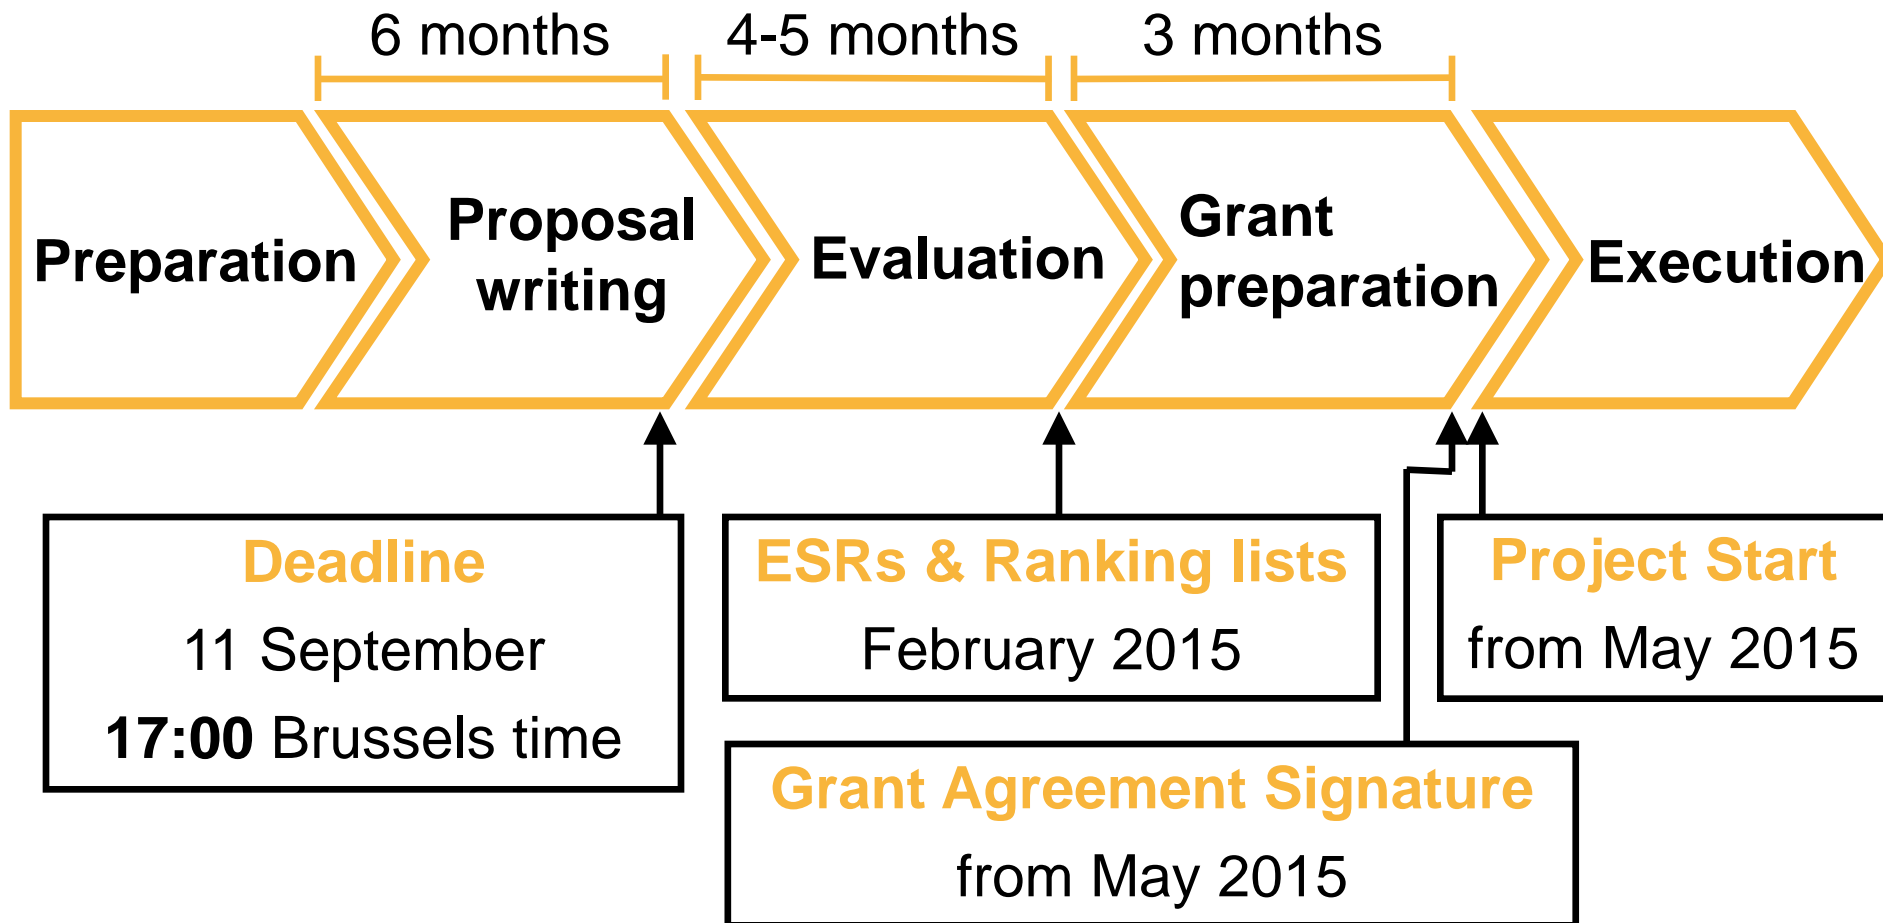 6 months
4-5 months
3 months
Preparation
Proposal
writing
Evaluation
Grant
preparation
Execution
Deadline
11 September
17:00 Brussels time
ESRs & Ranking lists
February 2015
Project Start
from May 2015
Grant Agreement Signature
from May 2015